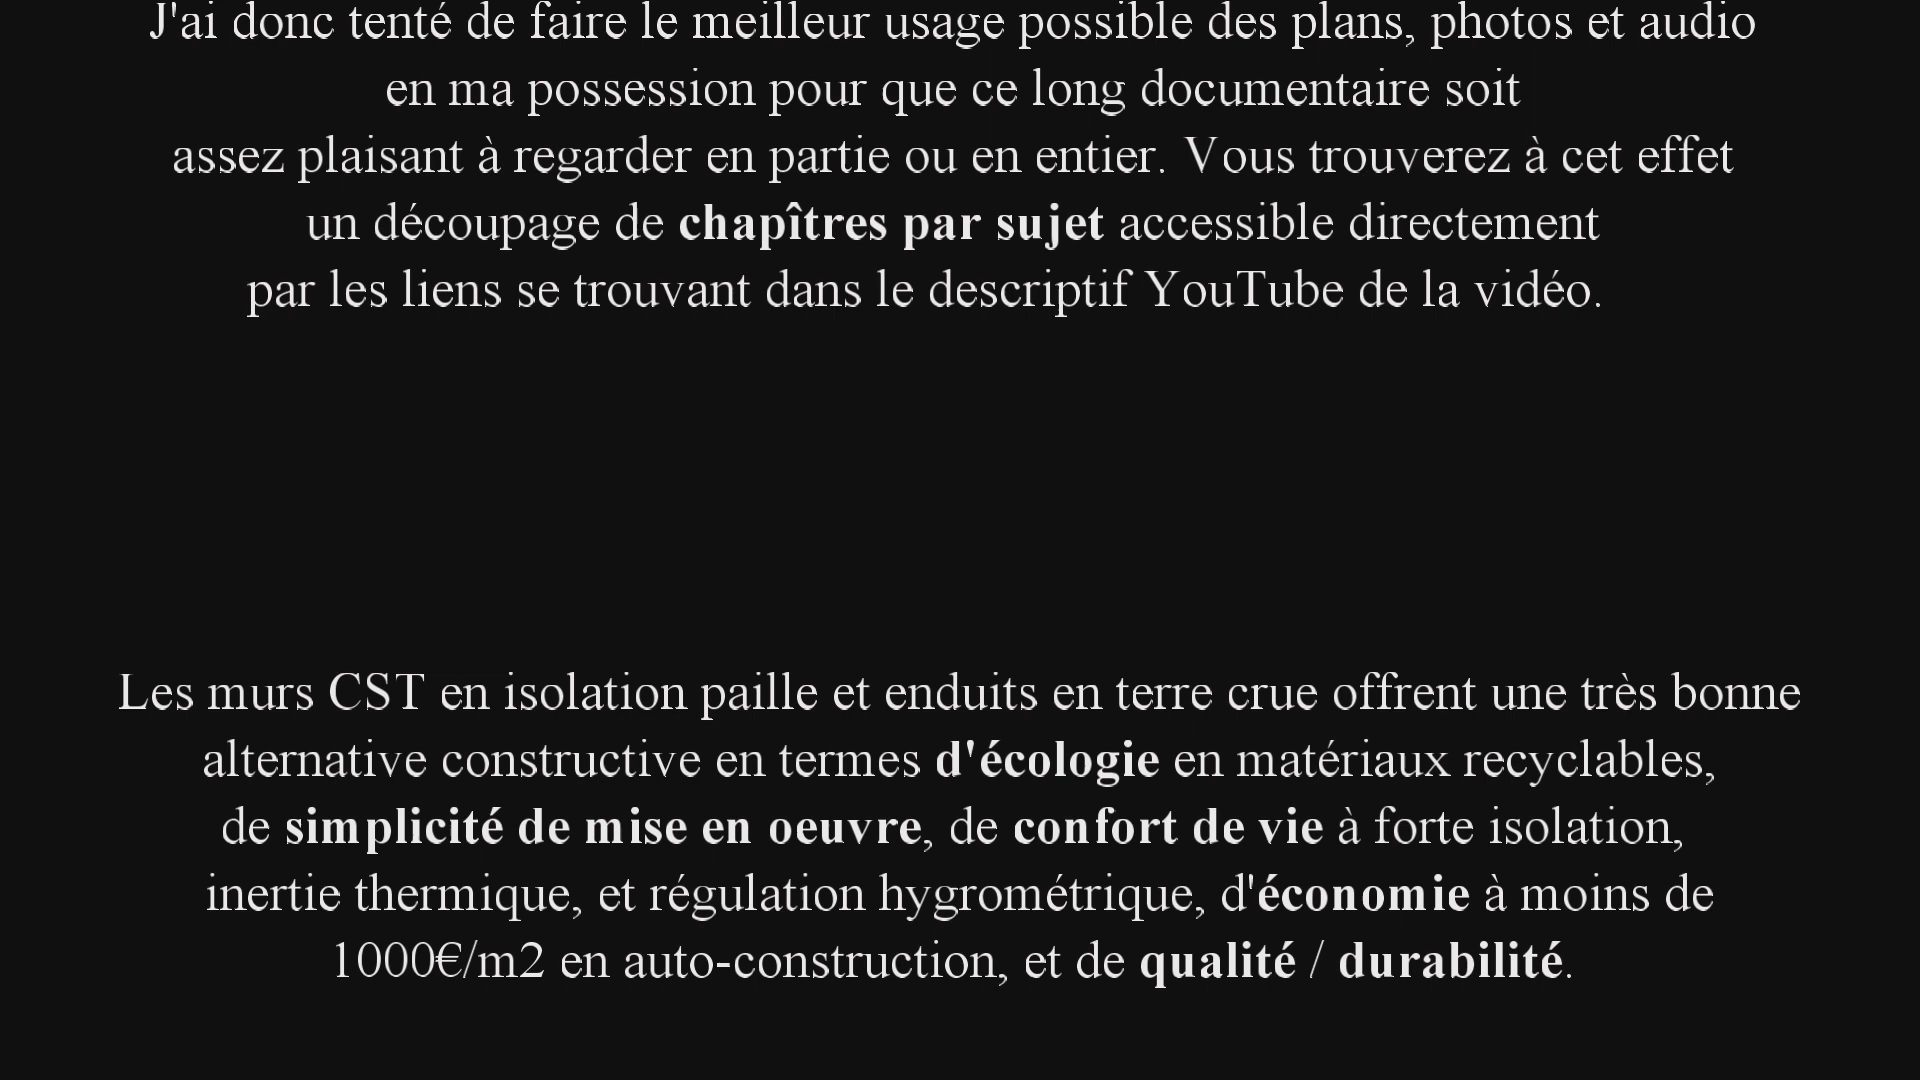 J'ai donc tenté de faire le meilleur usage possible des plans, photos et audio
en ma possession pour que ce long documentaire soit
assez plaisant à regarder en partie ou en entier. Vous trouverez à cet effet
un découpage de chapîtres par sujet accessible directement
par les liens se trouvant dans le descriptif YouTube de la vidéo.
Les murs CST en isolation paille et enduits en terre crue offrent une très bonne
alternative constructive en termes d'écologie en matériaux recyclables,
de simplicité de mise en oeuvre, de confort de vie à forte isolation,
inertie thermique, et régulation hygrométrique, d'économie à moins de
1000€/m2 en auto-construction, et de qualité / durabilité.